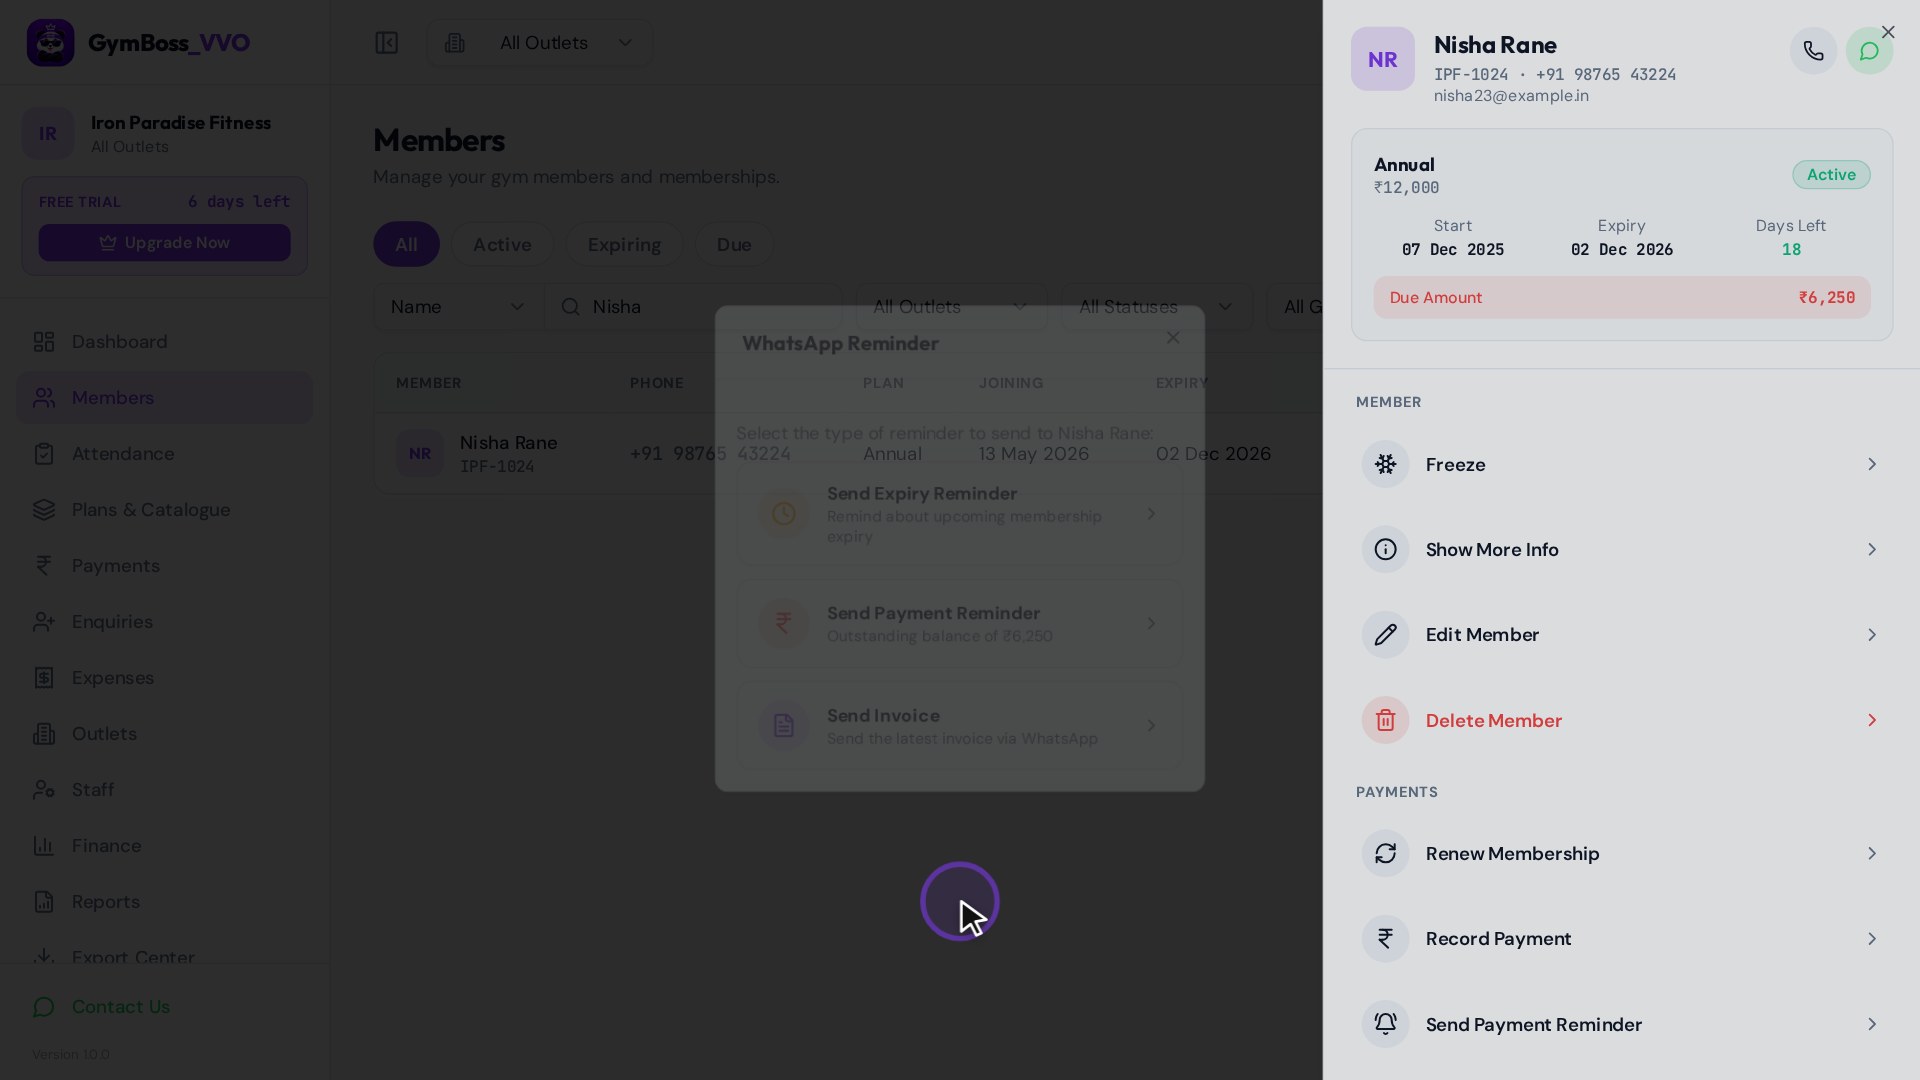 GymBoss_VVO
Iron Paradise Fitness
IR
All Outlets
FREE TRIAL
6 days left
Upgrade Now
Dashboard
Members
Attendance
Plans & Catalogue
Payments
Enquiries
Expenses
Outlets
Staff
Finance
Reports
Export Center
Contact Us
Version 1.0.0
All Outlets
Members
Manage your gym members and memberships.
All
Active
Expiring
Due
Name
Nisha
All Outlets
All Statuses
All G
MEMBER
PHONE
PLAN
JOINING
EXPIRY
NR
Nisha Rane
IPF-1024
+91 98765 43224
Annual
13 May 2026
02 Dec 2026
WhatsApp Reminder
Select the type of reminder to send to Nisha Rane:
Send Expiry Reminder
Remind about upcoming membership
expiry
Send Payment Reminder
Outstanding balance of ₹6,250
Send Invoice
Send the latest invoice via WhatsApp
NR
Nisha Rane
IPF-1024 · +91 98765 43224
nisha23@example.in
Annual
₹12,000
Active
Start
Expiry
Days Left
07 Dec 2025
02 Dec 2026
18
Due Amount
₹6,250
MEMBER
Freeze
Show More Info
Edit Member
Delete Member
PAYMENTS
Renew Membership
Record Payment
Send Payment Reminder